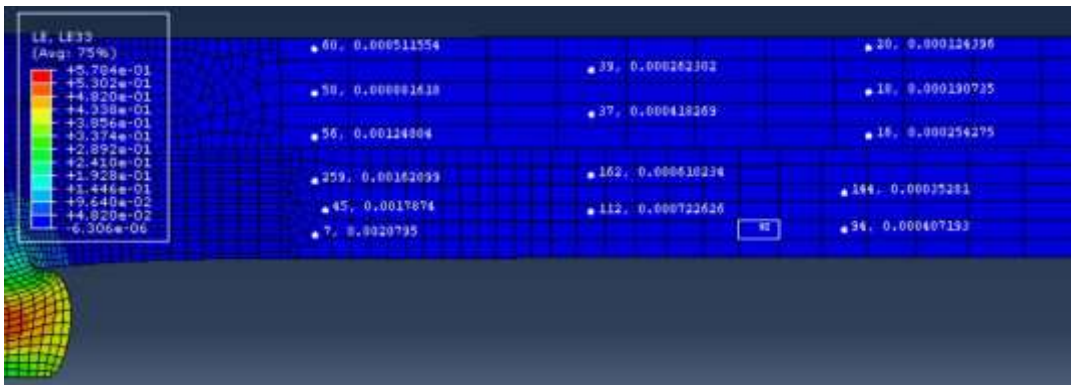 LE, LE33
(Avg: 75%)
+5.784e-01
+5.302e-01
+4.820e-01
+4.338e-01
+3.856e-01
+3.374e-01
+2.892e-01
+2.410e-01
+1.928e-01
+1.446e-01
+9.640e-02
+4.820e-02
-6.306e-06
60, 0.000511554
20, 0.000124396
39, 0.000262302
58, 0.000881618
18, 0.000190735
37, 0.000418269
56, 0.00124804
16, 0.000254275
259, 0.00162099
162, 0.000610234
144, 0.00035281
45, 0.0017874
112, 0.000722626
7, 0.0020795
94, 0.000407193